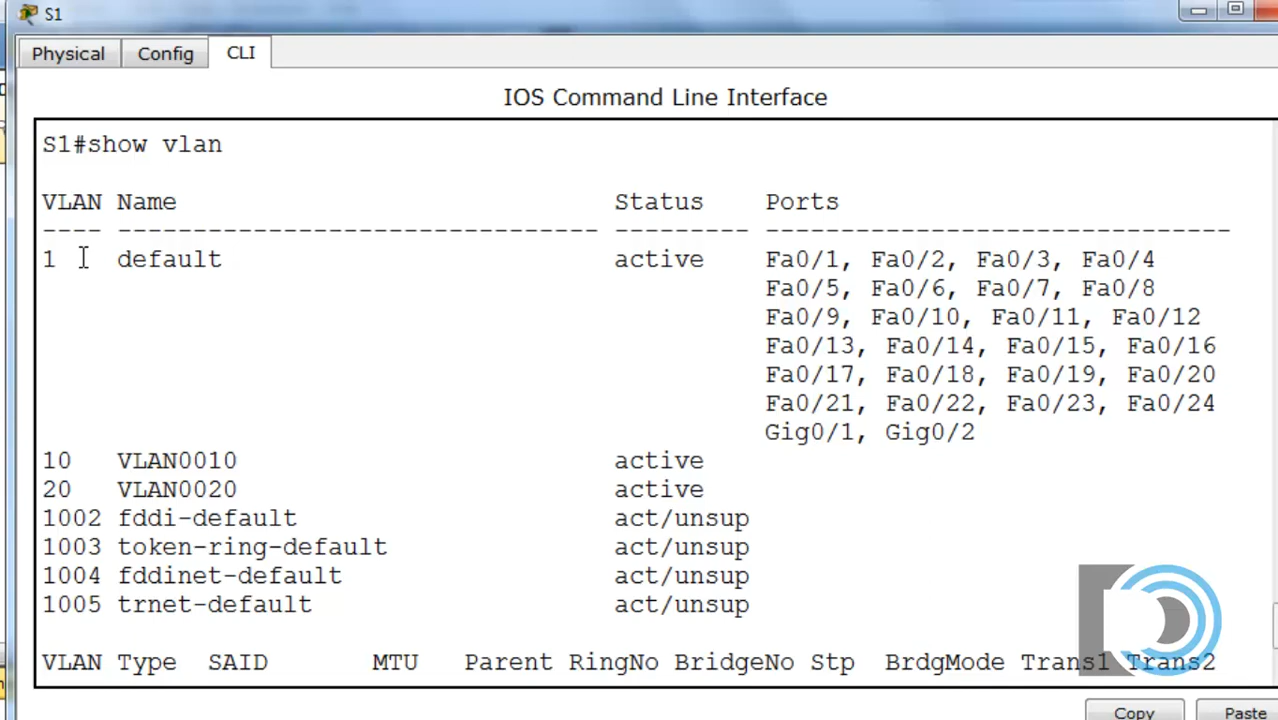 S1
Physical Config CLI
IOS Command Line Interface
S1#show vlan
VLAN Name Status Ports
---- -------------------------------- --------- -------------------------------
1 default active Fa0/1, Fa0/2, Fa0/3, Fa0/4
Fa0/5, Fa0/6, Fa0/7, Fa0/8
Fa0/9, Fa0/10, Fa0/11, Fa0/12
Fa0/13, Fa0/14, Fa0/15, Fa0/16
Fa0/17, Fa0/18, Fa0/19, Fa0/20
Fa0/21, Fa0/22, Fa0/23, Fa0/24
Gig0/1, Gig0/2
10 VLAN0010 active
20 VLAN0020 active
1002 fddi-default act/unsup
1003 token-ring-default act/unsup
1004 fddinet-default act/unsup
1005 trnet-default act/unsup
VLAN Type SAID MTU Parent RingNo BridgeNo Stp BrdgMode Trans1 Trans2
Copy Paste